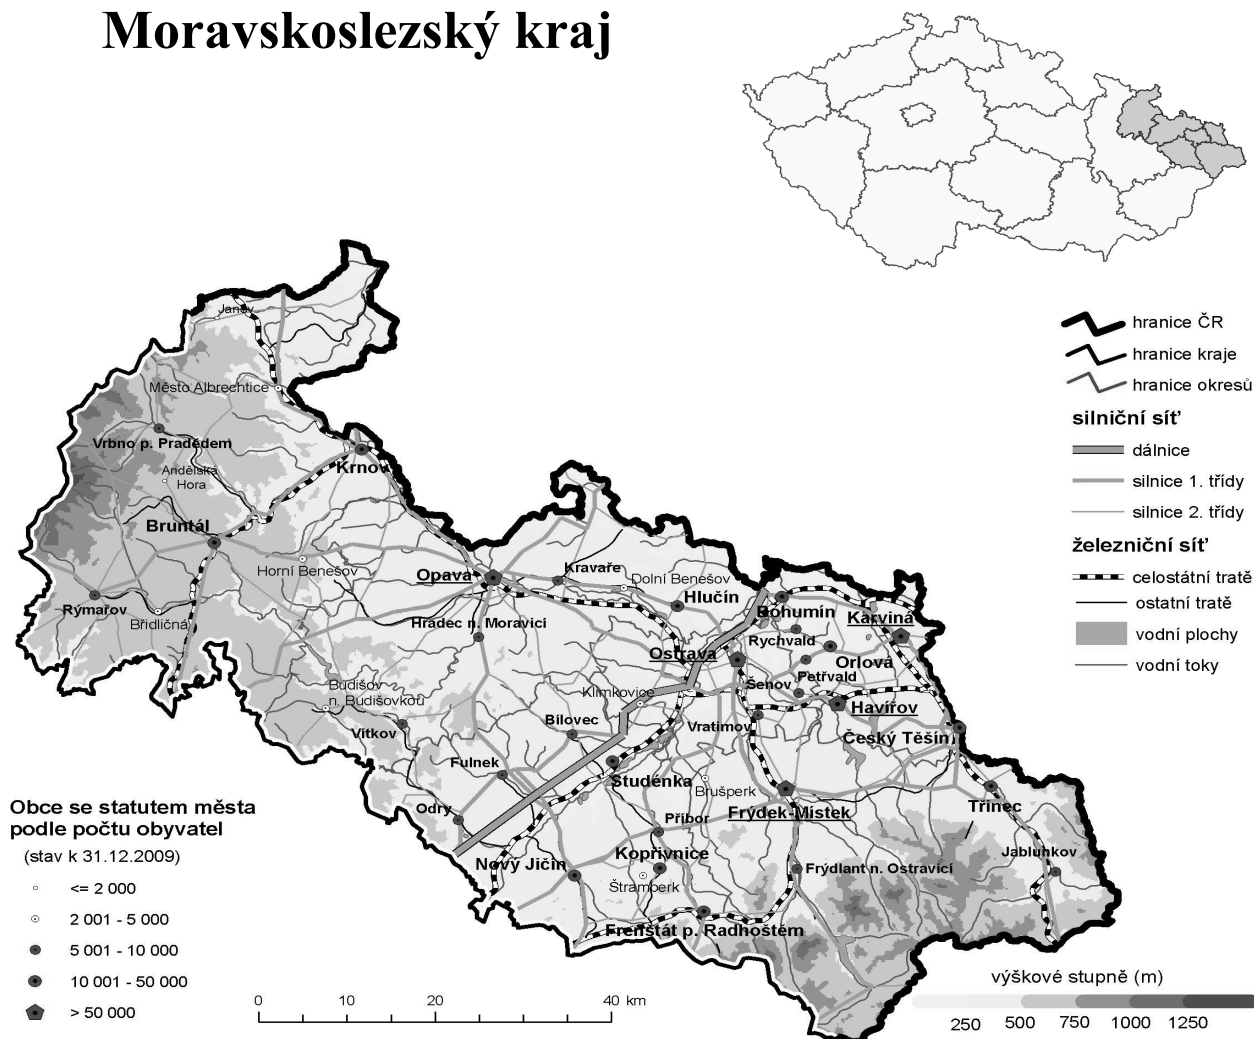 Moravskoslezský kraj
hranice ČR
hranice kraje
hranice okresů
silniční síť
dálnice
silnice 1. třídy
silnice 2. třídy
železniční síť
celostátní tratě
ostatní tratě
vodní plochy
vodní toky
Janov
Město Albrechtice
Vrbno p. Pradědem
Andělská
Hora
Krnov
Bruntál
Horní Benešov
Rýmařov
Břidličná
Opava
Kravaře
Dolní Benešov
Hlučín
Hradec n. Moravicí
Bohumín
Karviná
Rychvald
Ostrava
Orlová
Petřvald
Šenov
Klimkovice
Havířov
Budišov
n. Budišovkou
Vítkov
Bílovec
Vratimov
Český Těšín
Fulnek
Studénka
Brušperk
Třinec
Odry
Příbor
Frýdek-Místek
Nový Jičín
Kopřivnice
Štramberk
Frýdlant n. Ostravicí
Jablunkov
Frenštát p. Radhoštěm
Obce se statutem města
podle počtu obyvatel
(stav k 31.12.2009)
<= 2 000
2 001 - 5 000
5 001 - 10 000
10 001 - 50 000
> 50 000
0 10 20 40 km
výškové stupně (m)
250 500 750 1000 1250